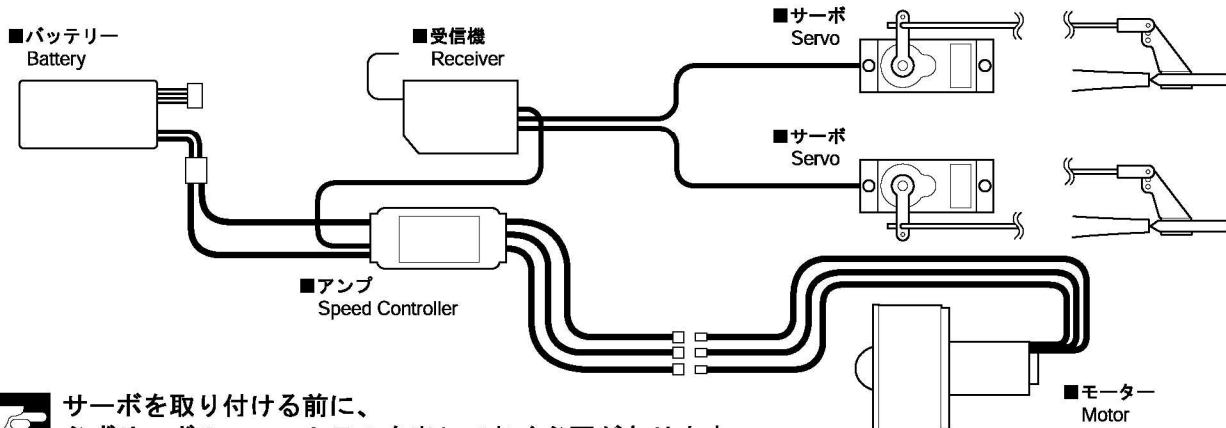 ■バッテリー
Battery
■受信機
Receiver
■サーボ
Servo
■サーボ
Servo
■アンプ
Speed Controller
■モーター
Motor
サーボを取り付ける前に、